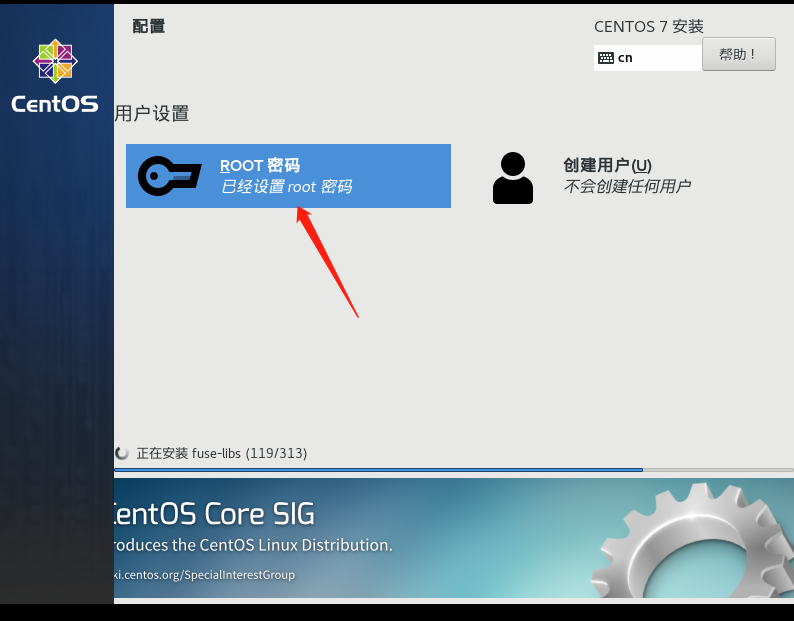 配置
CENTOS 7 安装
cn
帮助！
CentOS
用户设置
ROOT 密码
已经设置 root 密码
创建用户(U)
不会创建任何用户
正在安装 fuse-libs (119/313)
CentOS Core SIG
roduces the CentOS Linux Distribution.
ki.centos.org/SpecialInterestGroup